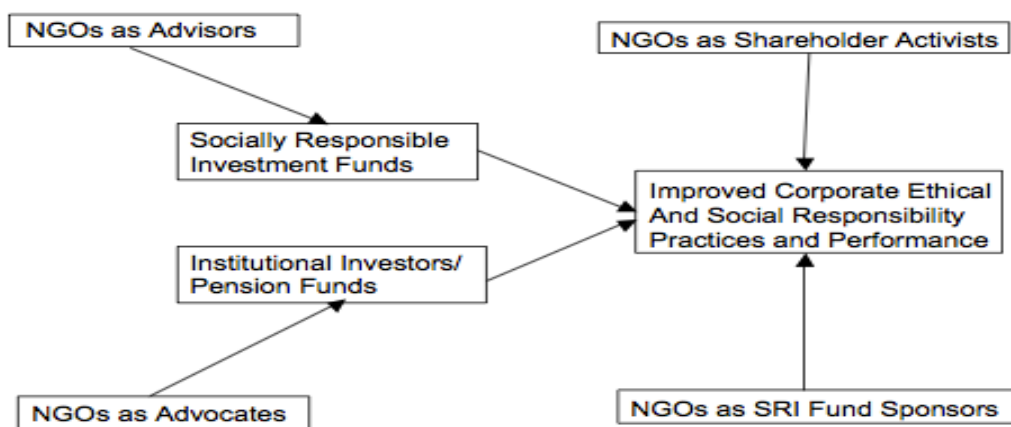 NGOs as Advisors
NGOs as Shareholder Activists
Socially Responsible
Investment Funds
Improved Corporate Ethical
And Social Responsibility
Practices and Performance
Institutional Investors/
Pension Funds
NGOs as Advocates
NGOs as SRI Fund Sponsors